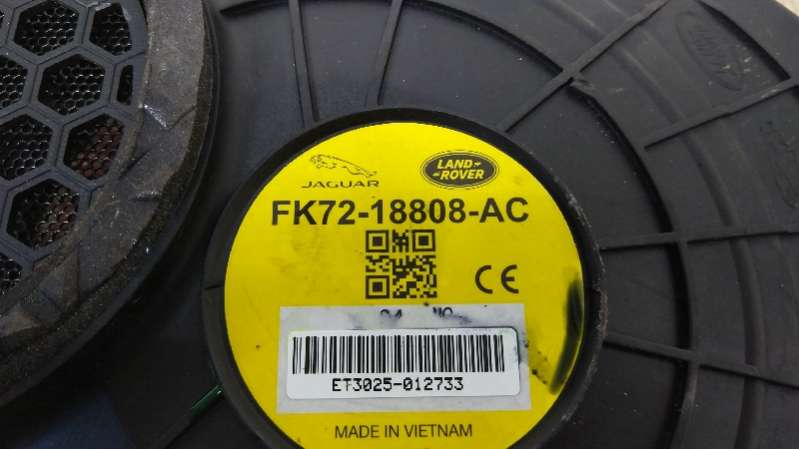 JAGUAR
LAND-
ROVER
FK72-18808-AC
CE
ET3025-012733
MADE IN VIETNAM